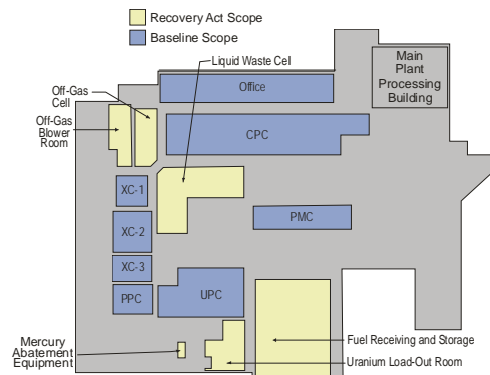 Recovery Act Scope
Baseline Scope
Liquid Waste Cell
Main
Plant
Processing
Building
Off-Gas
Cell
Office
Off-Gas
Blower
Room
CPC
XC-1
XC-2
PMC
XC-3
PPC
UPC
Mercury
Abatement
Equipment
Fuel Receiving and Storage
Uranium Load-Out Room